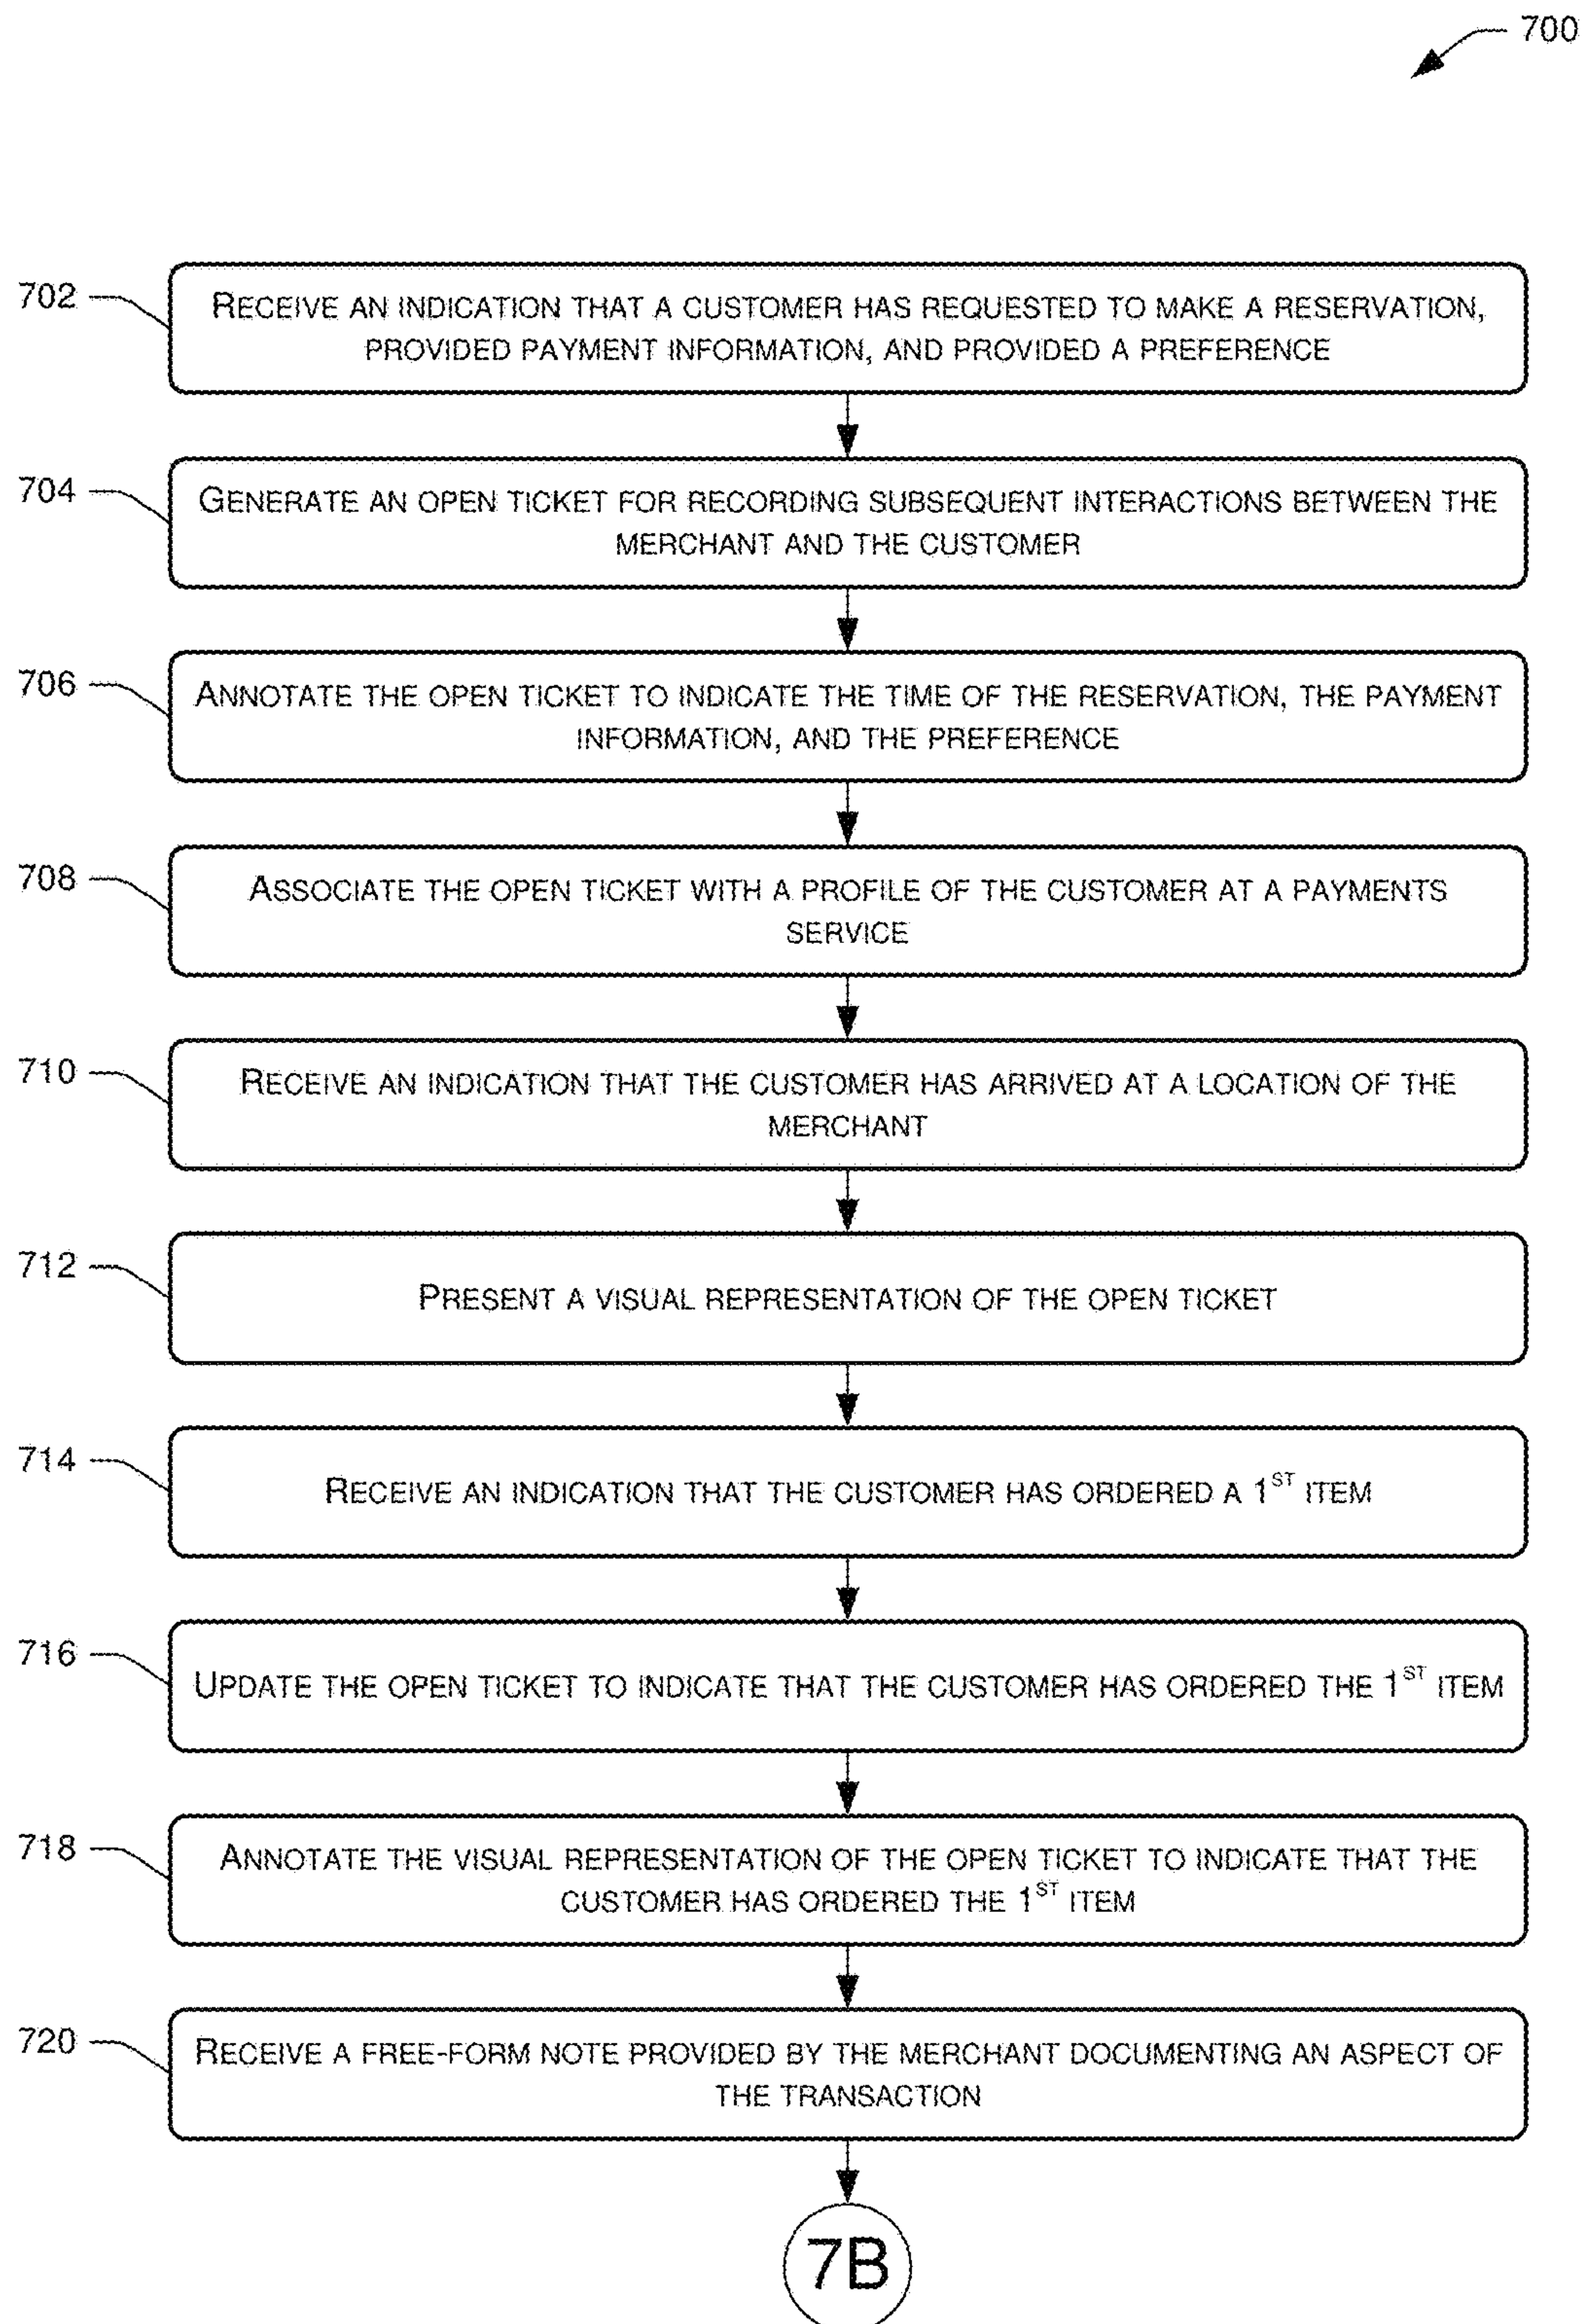 700
702
RECEIVE AN INDICATION THAT A CUSTOMER HAS REQUESTED TO MAKE A RESERVATION,
PROVIDED PAYMENT INFORMATION, AND PROVIDED A PREFERENCE
704
GENERATE AN OPEN TICKET FOR RECORDING SUBSEQUENT INTERACTIONS BETWEEN THE
MERCHANT AND THE CUSTOMER
706
ANNOTATE THE OPEN TICKET TO INDICATE THE TIME OF THE RESERVATION, THE PAYMENT
INFORMATION, AND THE PREFERENCE
708
ASSOCIATE THE OPEN TICKET WITH A PROFILE OF THE CUSTOMER AT A PAYMENTS
SERVICE
710
RECEIVE AN INDICATION THAT THE CUSTOMER HAS ARRIVED AT A LOCATION OF THE
MERCHANT
712
PRESENT A VISUAL REPRESENTATION OF THE OPEN TICKET
714
RECEIVE AN INDICATION THAT THE CUSTOMER HAS ORDERED A 1ST ITEM
716
UPDATE THE OPEN TICKET TO INDICATE THAT THE CUSTOMER HAS ORDERED THE 1ST ITEM
718
ANNOTATE THE VISUAL REPRESENTATION OF THE OPEN TICKET TO INDICATE THAT THE
CUSTOMER HAS ORDERED THE 1ST ITEM
720
RECEIVE A FREE-FORM NOTE PROVIDED BY THE MERCHANT DOCUMENTING AN ASPECT OF
THE TRANSACTION
7B